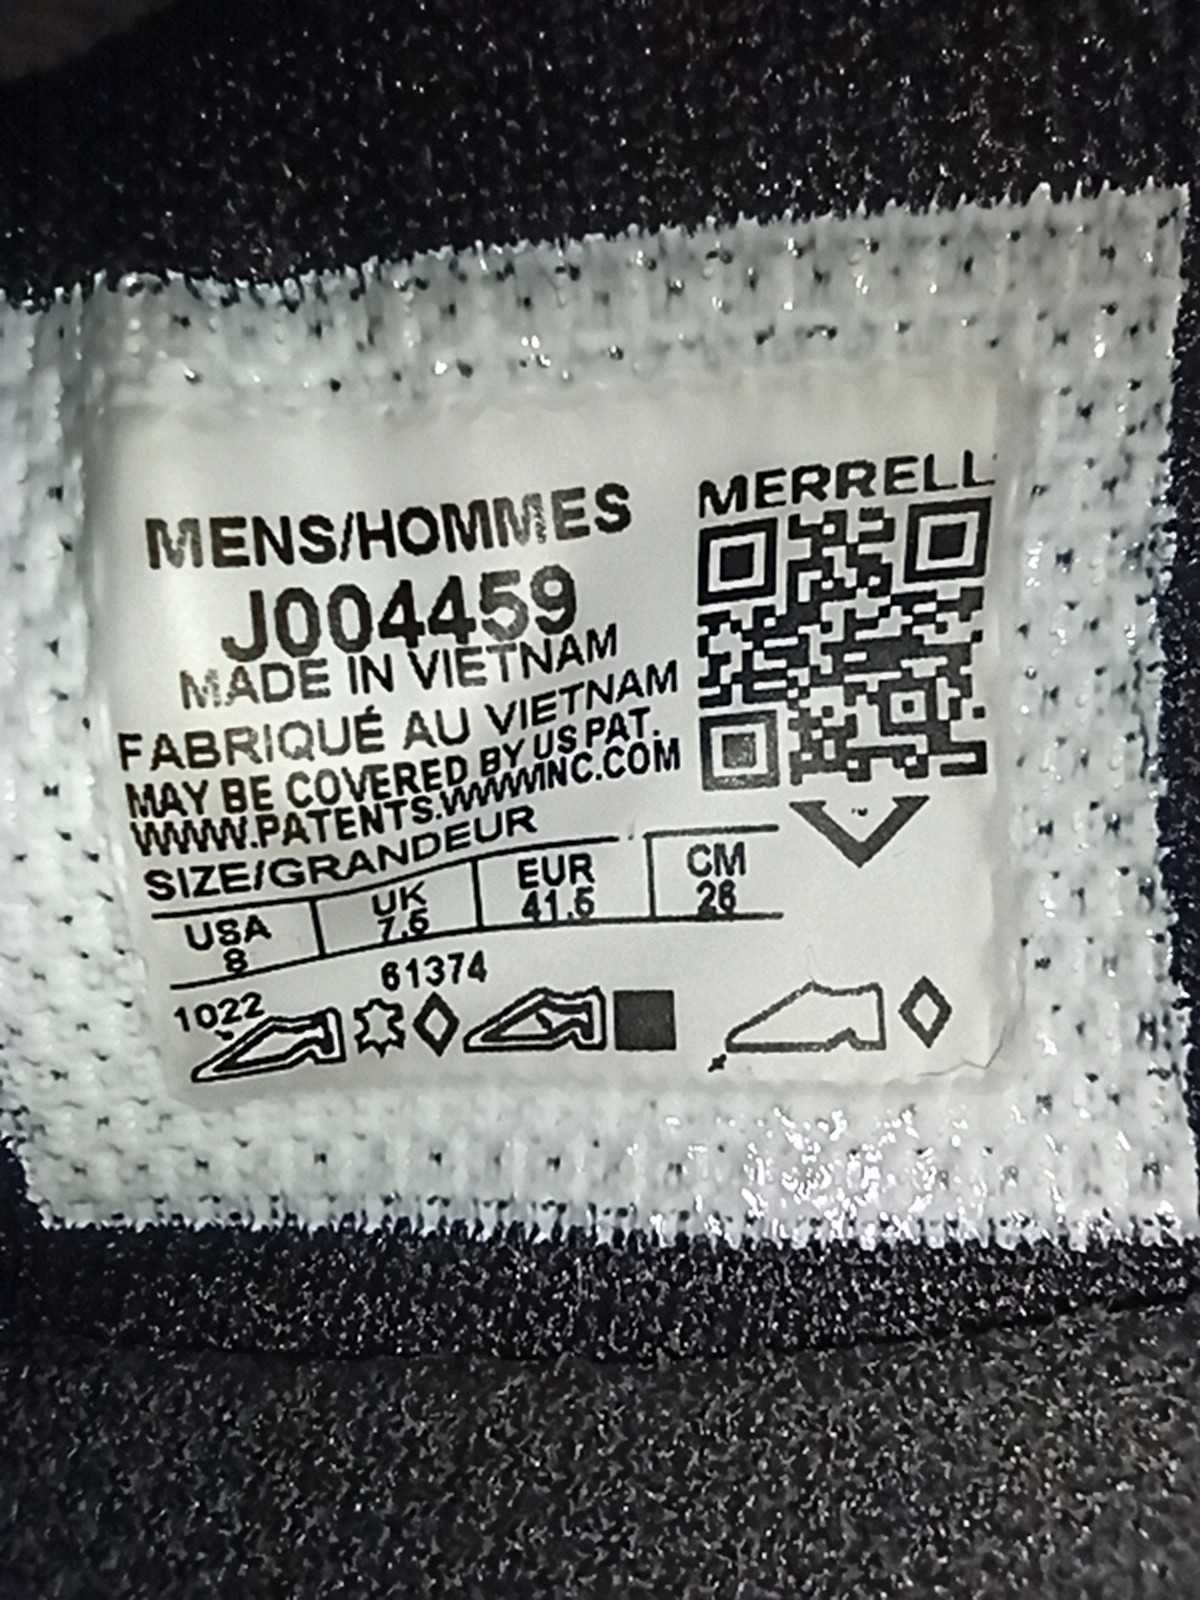 MENS/HOMMES
J004459
MADE IN VIETNAM
FABRIQUÉ AU VIETNAM
MAY BE COVERED BY US PAT.
WWW.PATENTS.WWWINC.COM
SIZE/GRANDEUR
USA UK EUR CM
8 7.5 41.5 26
61374
1022
MERRELL